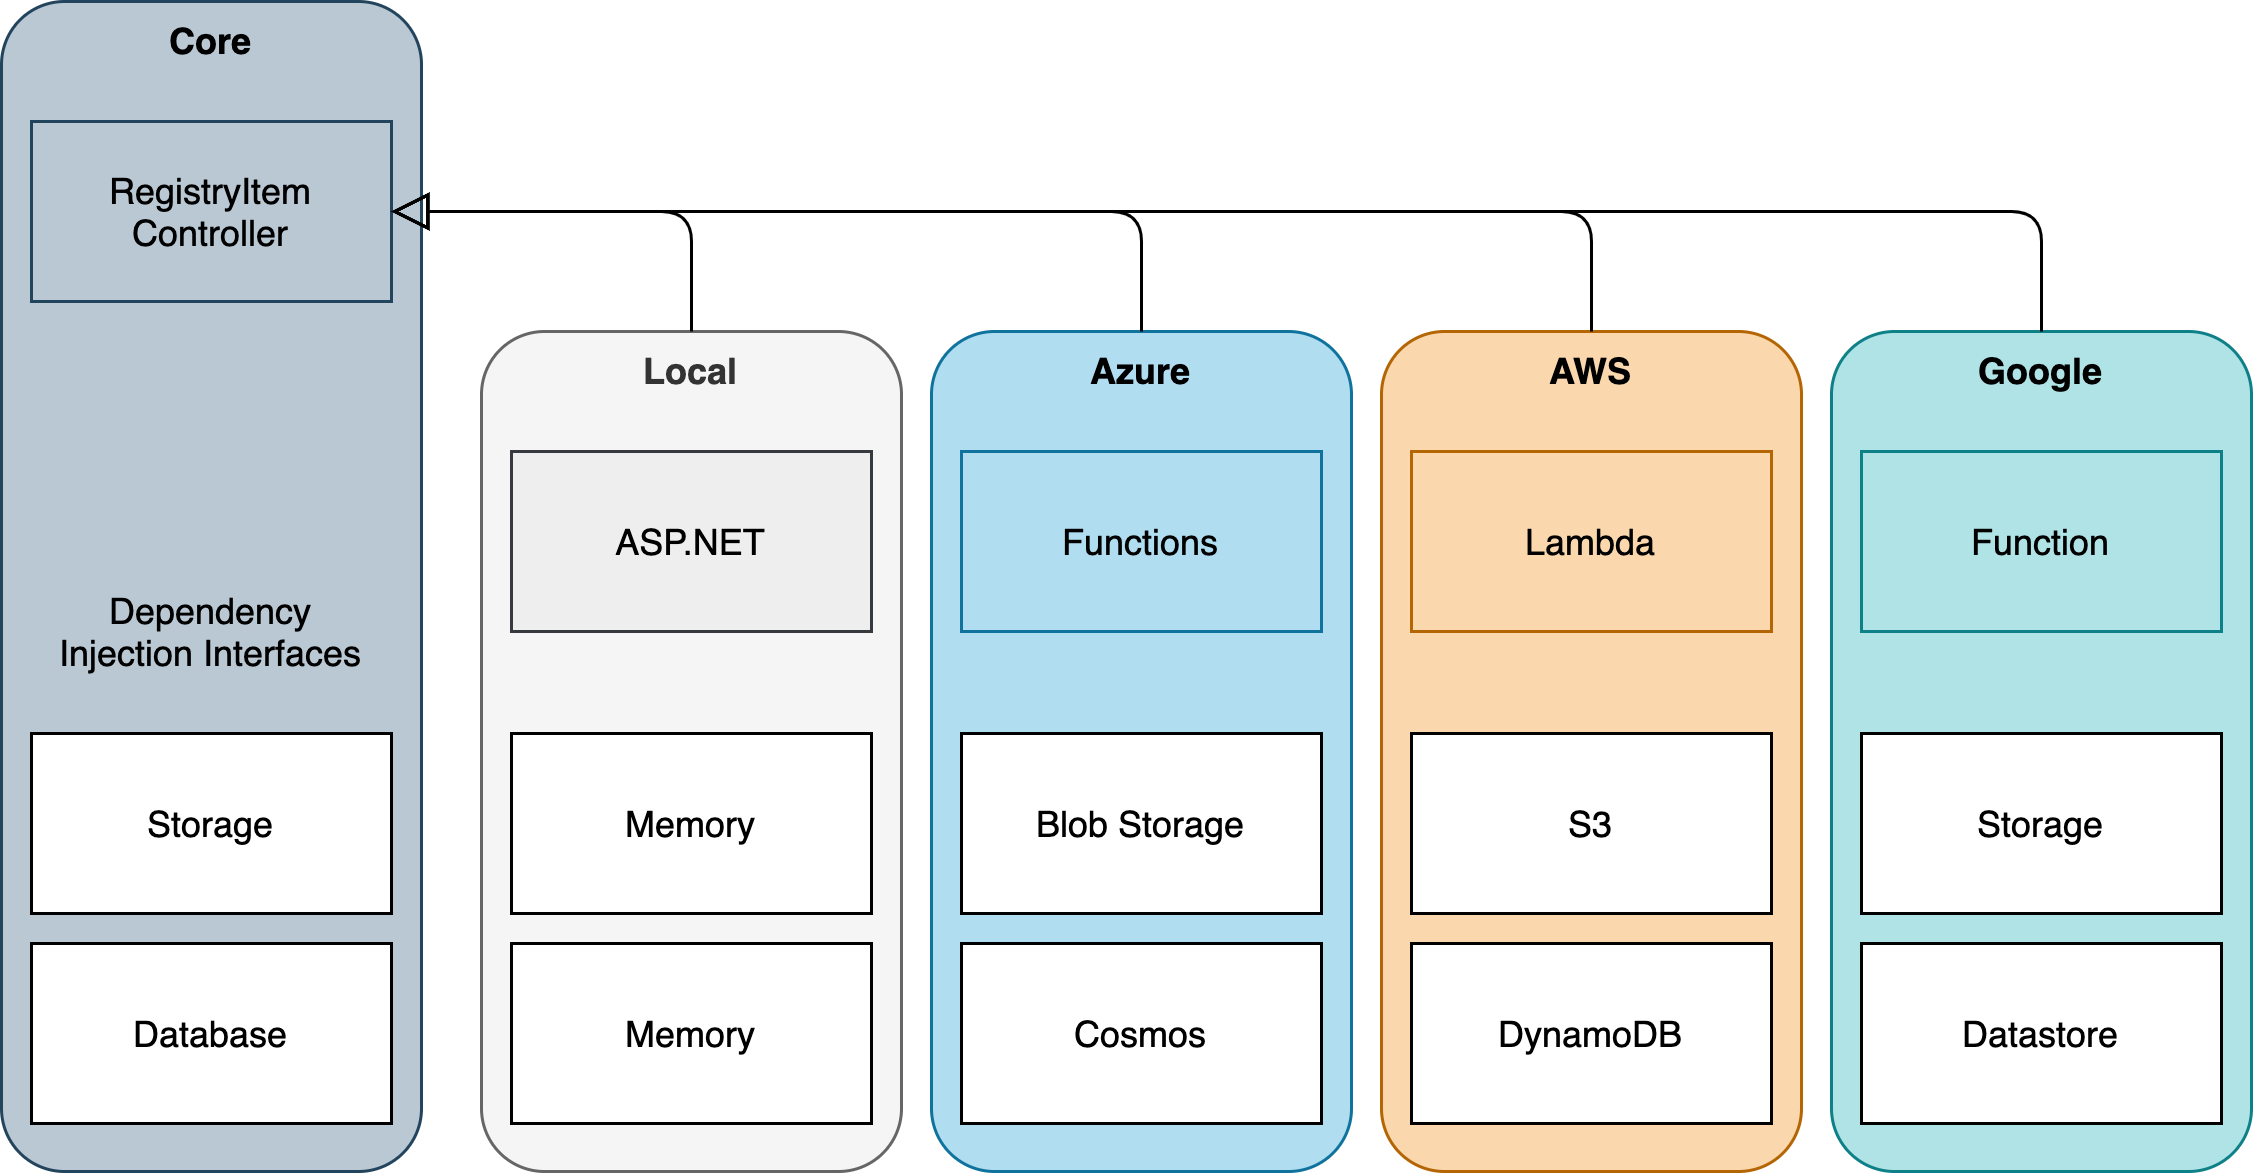 Core
RegistryItem
Controller
Dependency
Injection Interfaces
Storage
Database
Local
ASP.NET
Memory
Memory
Azure
Functions
Blob Storage
Cosmos
AWS
Lambda
S3
DynamoDB
Google
Function
Storage
Datastore